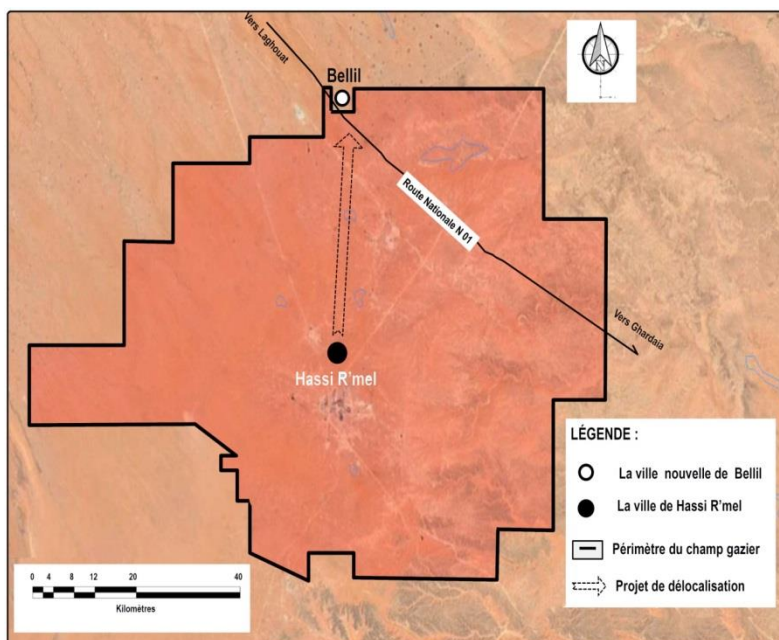 Vers Laghouat
Bellil
N
Route Nationale N 01
Vers Ghardaia
Hassi R'mel
LÉGENDE :
La ville nouvelle de Bellil
La ville de Hassi R'mel
Périmètre du champ gazier
Projet de délocalisation
0 4 8 12 20 40
Kilomètres